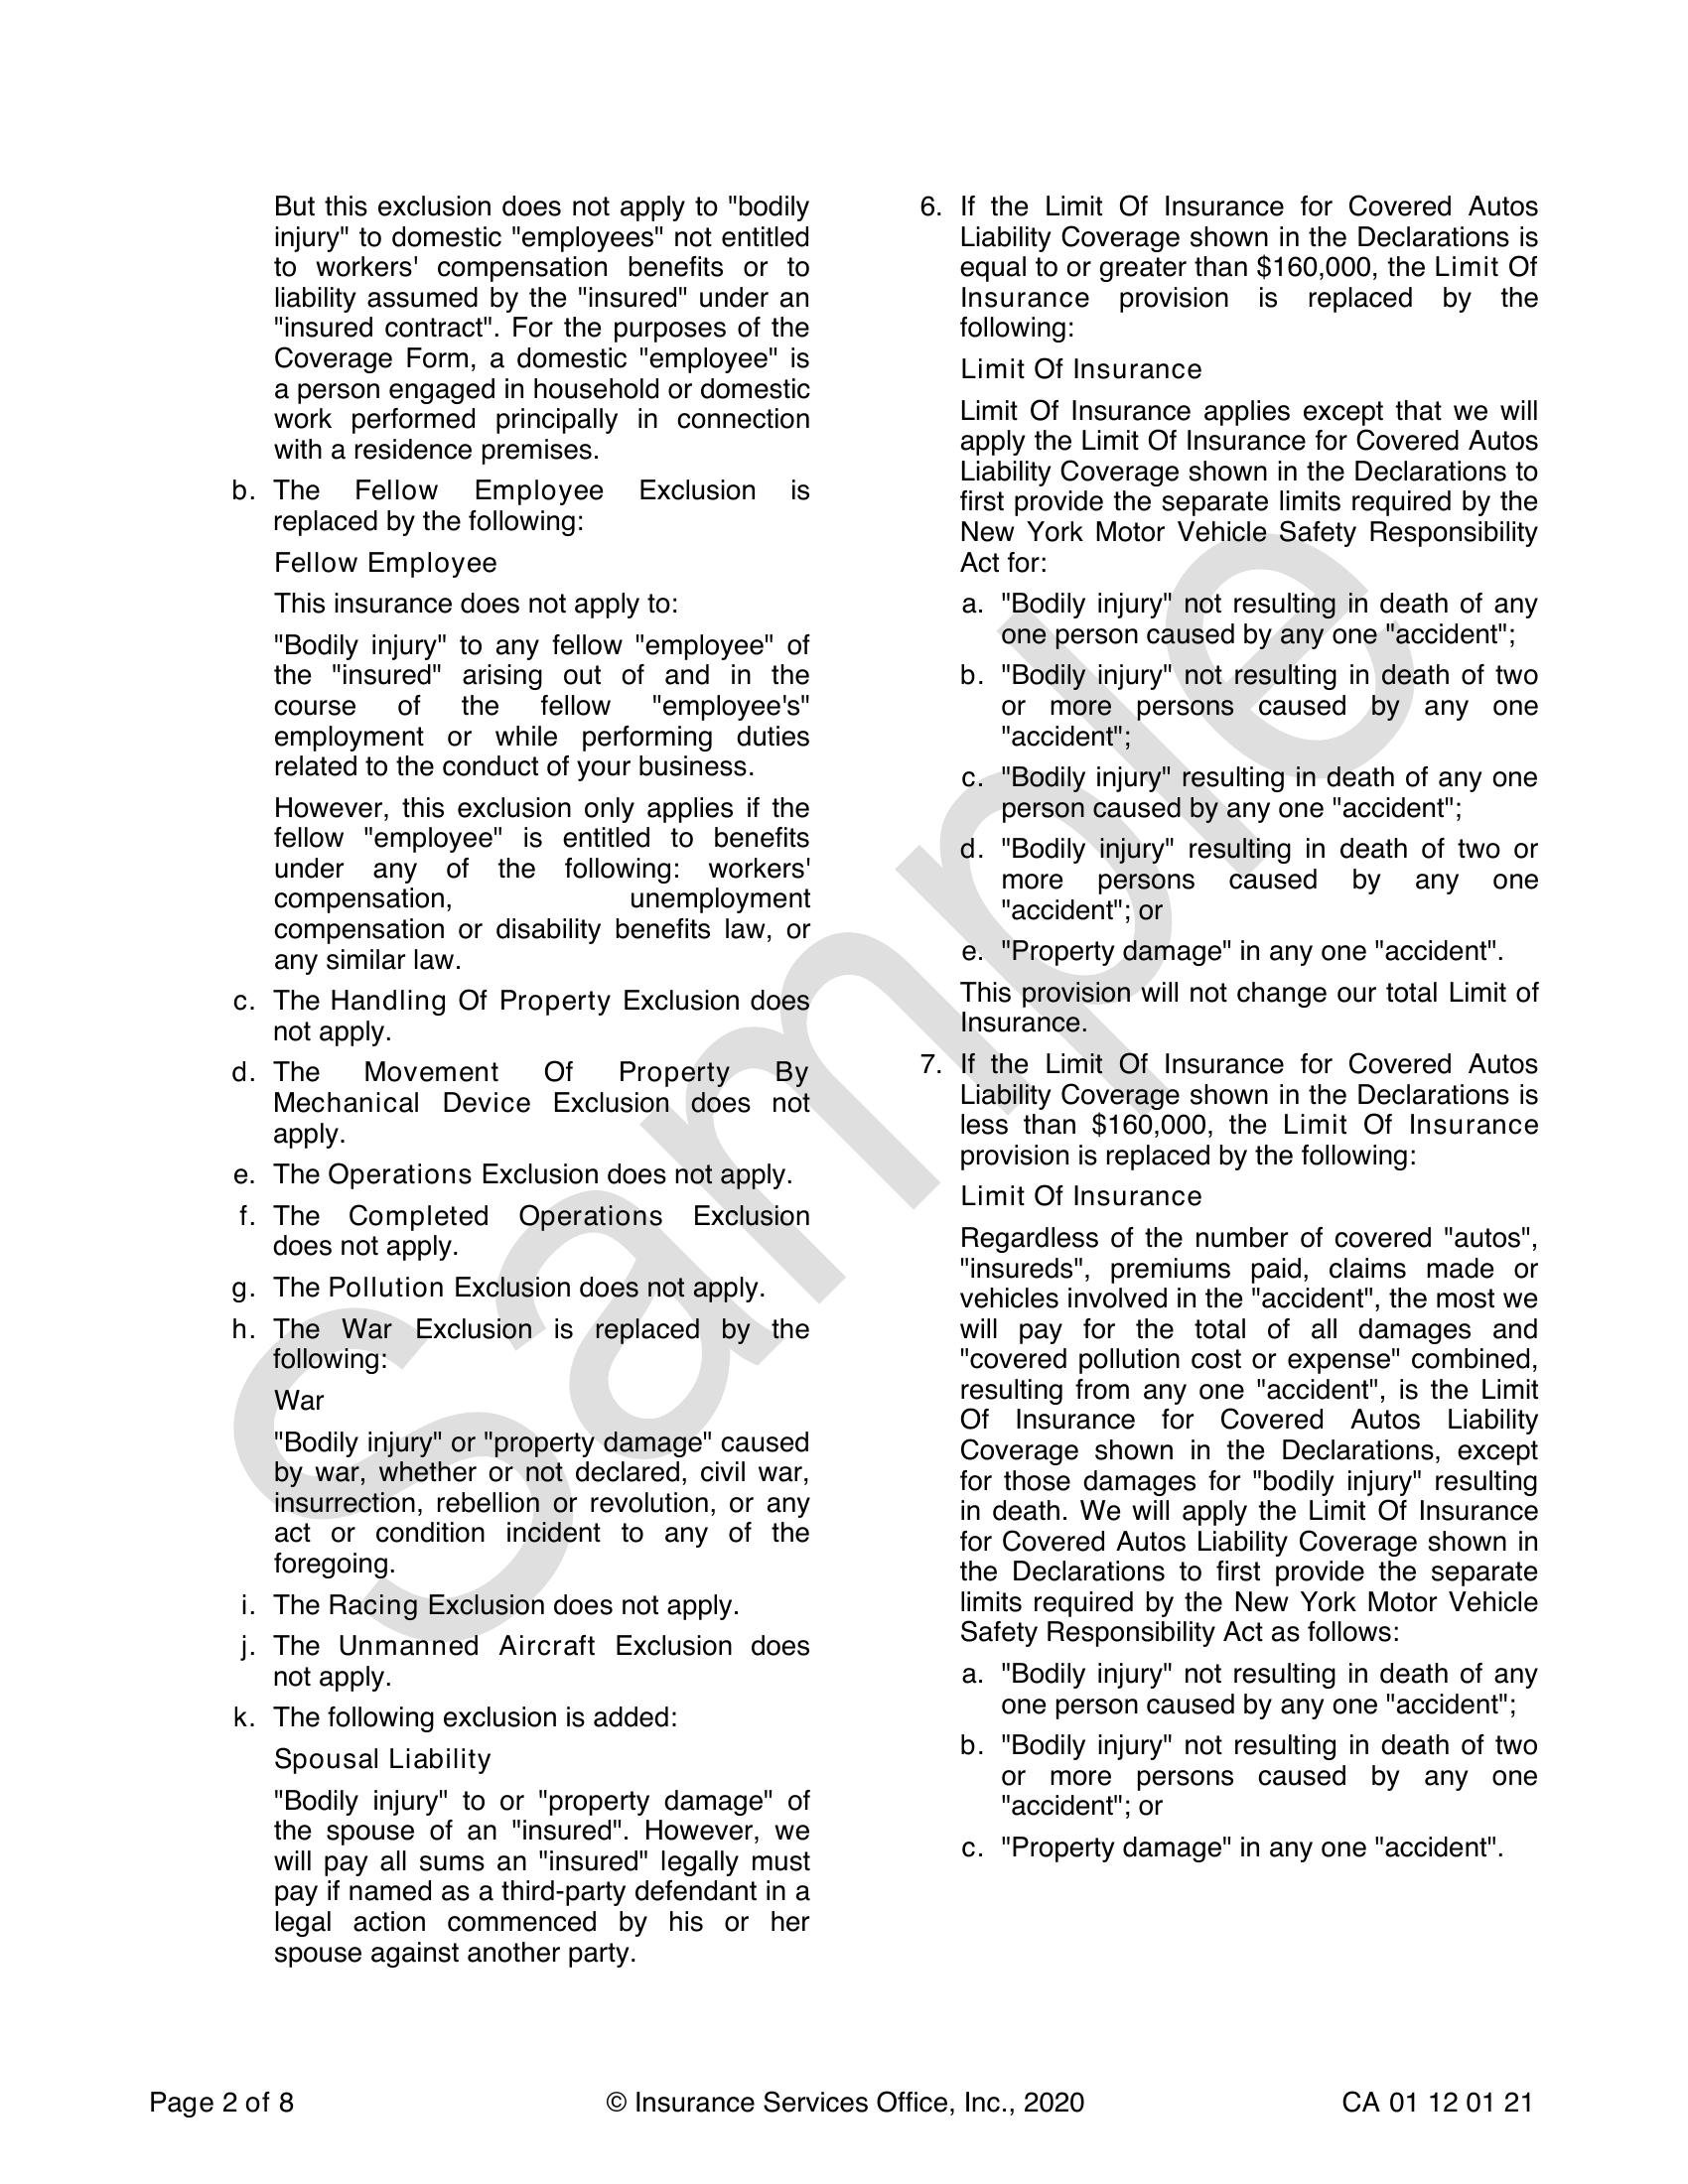 But this exclusion does not apply to "bodily
injury" to domestic "employees" not entitled
to workers' compensation benefits or to
liability assumed by the "insured" under an
"insured contract". For the purposes of the
Coverage Form, a domestic "employee" is
a person engaged in household or domestic
work performed principally in connection
with a residence premises.
b. The Fellow Employee Exclusion is
replaced by the following:
Fellow Employee
This insurance does not apply to:
"Bodily injury" to any fellow "employee" of
the "insured" arising out of and in the
course of the fellow "employee's"
employment or while performing duties
related to the conduct of your business.
However, this exclusion only applies if the
fellow "employee" is entitled to benefits
under any of the following: workers'
compensation, unemployment
compensation or disability benefits law, or
any similar law.
c. The Handling Of Property Exclusion does
not apply.
d. The Movement Of Property By
Mechanical Device Exclusion does not
apply.
e. The Operations Exclusion does not apply.
f. The Completed Operations Exclusion
does not apply.
g. The Pollution Exclusion does not apply.
h. The War Exclusion is replaced by the
following:
War
"Bodily injury" or "property damage" caused
by war, whether or not declared, civil war,
insurrection, rebellion or revolution, or any
act or condition incident to any of the
foregoing.
i. The Racing Exclusion does not apply.
j. The Unmanned Aircraft Exclusion does
not apply.
k. The following exclusion is added:
Spousal Liability
"Bodily injury" to or "property damage" of
the spouse of an "insured". However, we
will pay all sums an "insured" legally must
pay if named as a third-party defendant in a
legal action commenced by his or her
spouse against another party.
6. If the Limit Of Insurance for Covered Autos
Liability Coverage shown in the Declarations is
equal to or greater than $160,000, the Limit Of
Insurance provision is replaced by the
following:
Limit Of Insurance
Limit Of Insurance applies except that we will
apply the Limit Of Insurance for Covered Autos
Liability Coverage shown in the Declarations to
first provide the separate limits required by the
New York Motor Vehicle Safety Responsibility
Act for:
a. "Bodily injury" not resulting in death of any
one person caused by any one "accident";
b. "Bodily injury" not resulting in death of two
or more persons caused by any one
"accident";
c. "Bodily injury" resulting in death of any one
person caused by any one "accident";
d. "Bodily injury" resulting in death of two or
more persons caused by any one
"accident"; or
e. "Property damage" in any one "accident".
This provision will not change our total Limit of
Insurance.
7. If the Limit Of Insurance for Covered Autos
Liability Coverage shown in the Declarations is
less than $160,000, the Limit Of Insurance
provision is replaced by the following:
Limit Of Insurance
Regardless of the number of covered "autos",
"insureds", premiums paid, claims made or
vehicles involved in the "accident", the most we
will pay for the total of all damages and
"covered pollution cost or expense" combined,
resulting from any one "accident", is the Limit
Of Insurance for Covered Autos Liability
Coverage shown in the Declarations, except
for those damages for "bodily injury" resulting
in death. We will apply the Limit Of Insurance
for Covered Autos Liability Coverage shown in
the Declarations to first provide the separate
limits required by the New York Motor Vehicle
Safety Responsibility Act as follows:
a. "Bodily injury" not resulting in death of any
one person caused by any one "accident";
b. "Bodily injury" not resulting in death of two
or more persons caused by any one
"accident"; or
c. "Property damage" in any one "accident".
Sample
Page 2 of 8 © Insurance Services Office, Inc., 2020 CA 01 12 01 21